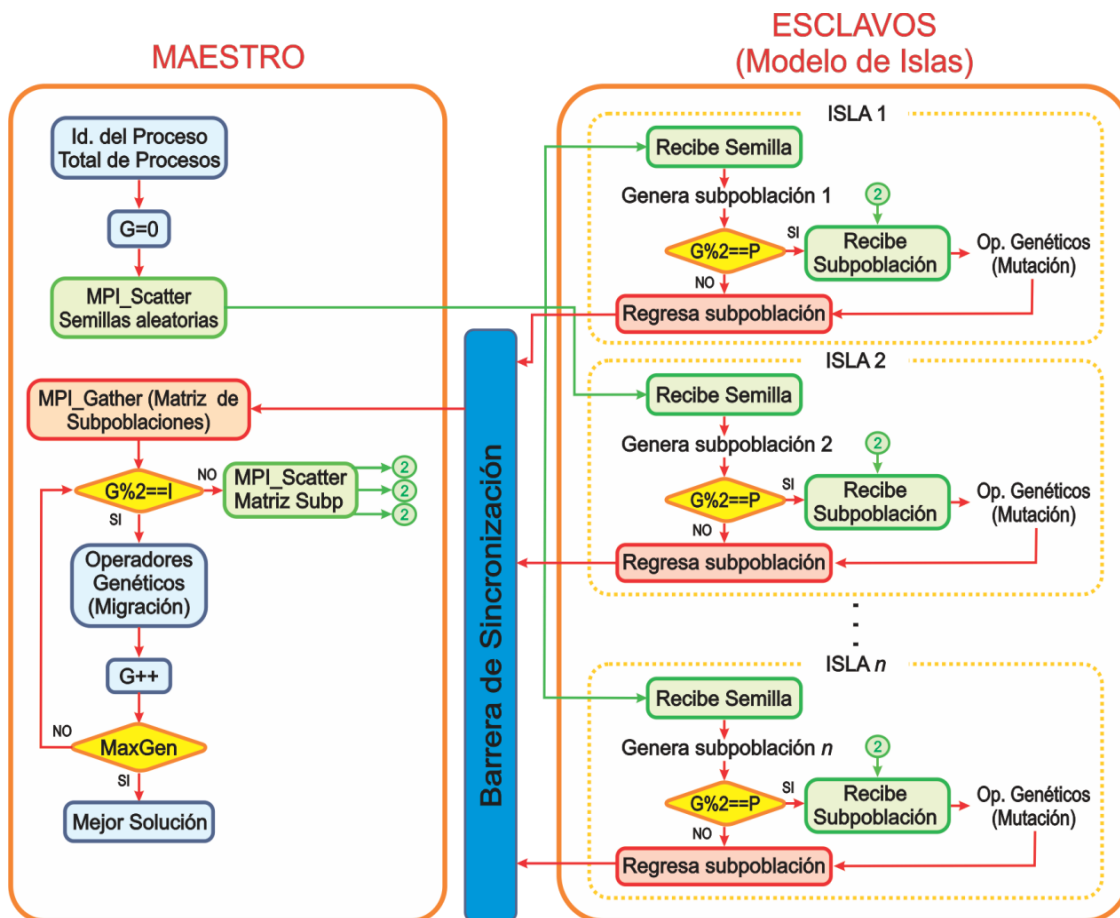 MAESTRO
Id. del Proceso
Total de Procesos
G=0
MPI_Scatter
Semillas aleatorias
MPI_Gather (Matriz de
Subpoblaciones)
G%2==I
NO
MPI_Scatter
Matriz Subp
2
2
2
SI
Operadores
Genéticos
(Migración)
G++
MaxGen
NO
SI
Mejor Solución
Barrera de Sincronización
ESCLAVOS
(Modelo de Islas)
ISLA 1
Recibe Semilla
Genera subpoblación 1
2
G%2==P
SI
Recibe
Subpoblación
Op. Genéticos
(Mutación)
NO
Regresa subpoblación
ISLA 2
Recibe Semilla
Genera subpoblación 2
2
G%2==P
SI
Recibe
Subpoblación
Op. Genéticos
(Mutación)
NO
Regresa subpoblación
ISLA n
Recibe Semilla
Genera subpoblación n
2
G%2==P
SI
Recibe
Subpoblación
Op. Genéticos
(Mutación)
NO
Regresa subpoblación